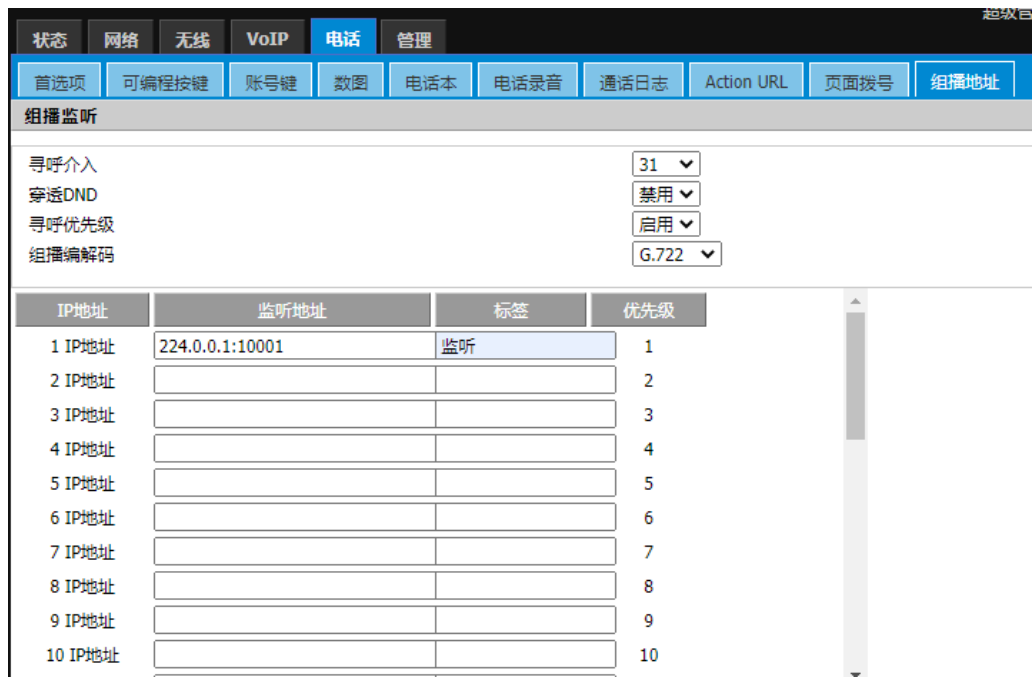 超级管
状态 网络 无线 VoIP 电话 管理
首选项 可编程按键 账号键 数图 电话本 电话录音 通话日志 Action URL 页面拨号 组播地址
组播监听
寻呼介入 31
穿透DND 禁用
寻呼优先级 启用
组播编解码 G.722
IP地址 监听地址 标签 优先级
1 IP地址 224.0.0.1:10001 监听 1
2 IP地址 2
3 IP地址 3
4 IP地址 4
5 IP地址 5
6 IP地址 6
7 IP地址 7
8 IP地址 8
9 IP地址 9
10 IP地址 10